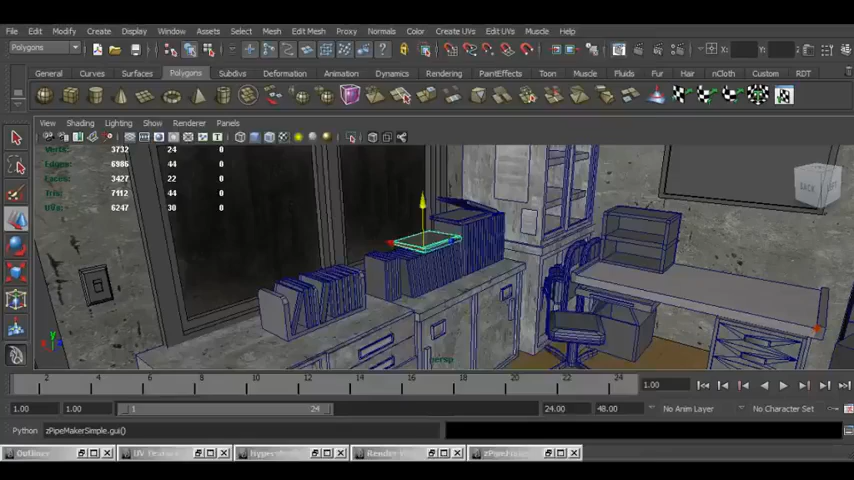 File Edit Modify Create Display Window Assets Select Mesh Edit Mesh Proxy Normals Color Create UVs Edit UVs Muscle Help
Polygons X: Y:
General Curves Surfaces Polygons Subdivs Deformation Animation Dynamics Rendering PaintEffects Toon Muscle Fluids Fur Hair nCloth Custom RDT
View Shading Lighting Show Renderer Panels
Verts: 3732 24 0
Edges: 6986 44 0
Faces: 3427 22 0
Tris: 7112 44 0
UVs: 6247 30 0
BACK LEFT
y
persp
2 4 6 8 10 12 14 16 18 20 22 24 1.00
1.00 1.00 1 24 24.00 48.00 No Anim Layer No Character Set
Python zPipeMakerSimple.gui()
Outliner UV Texture